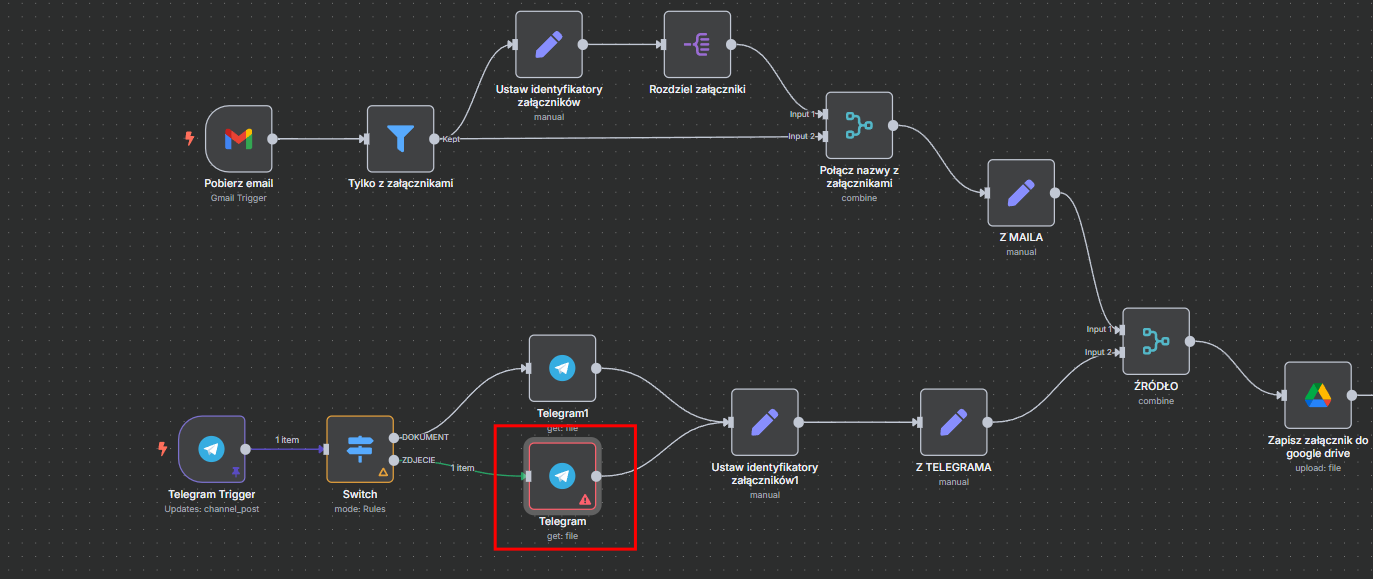 Ustaw identyfikatory
załączników
manual
Rozdziel załączniki
Input 1
Input 2
Kept
Pobierz email
Gmail Trigger
Tylko z załącznikami
Połącz nazwy z
załącznikami
combine
Z MAILA
manual
Input 1
Input 2
ŹRÓDŁO
combine
Telegram1
get: file
1 item
DOKUMENT
ZDJECIE
1 item
Telegram Trigger
Updates: channel_post
Switch
mode: Rules
Telegram
get: file
Ustaw identyfikatory
załączników1
manual
Z TELEGRAMA
manual
Zapisz załącznik do
google drive
upload: file